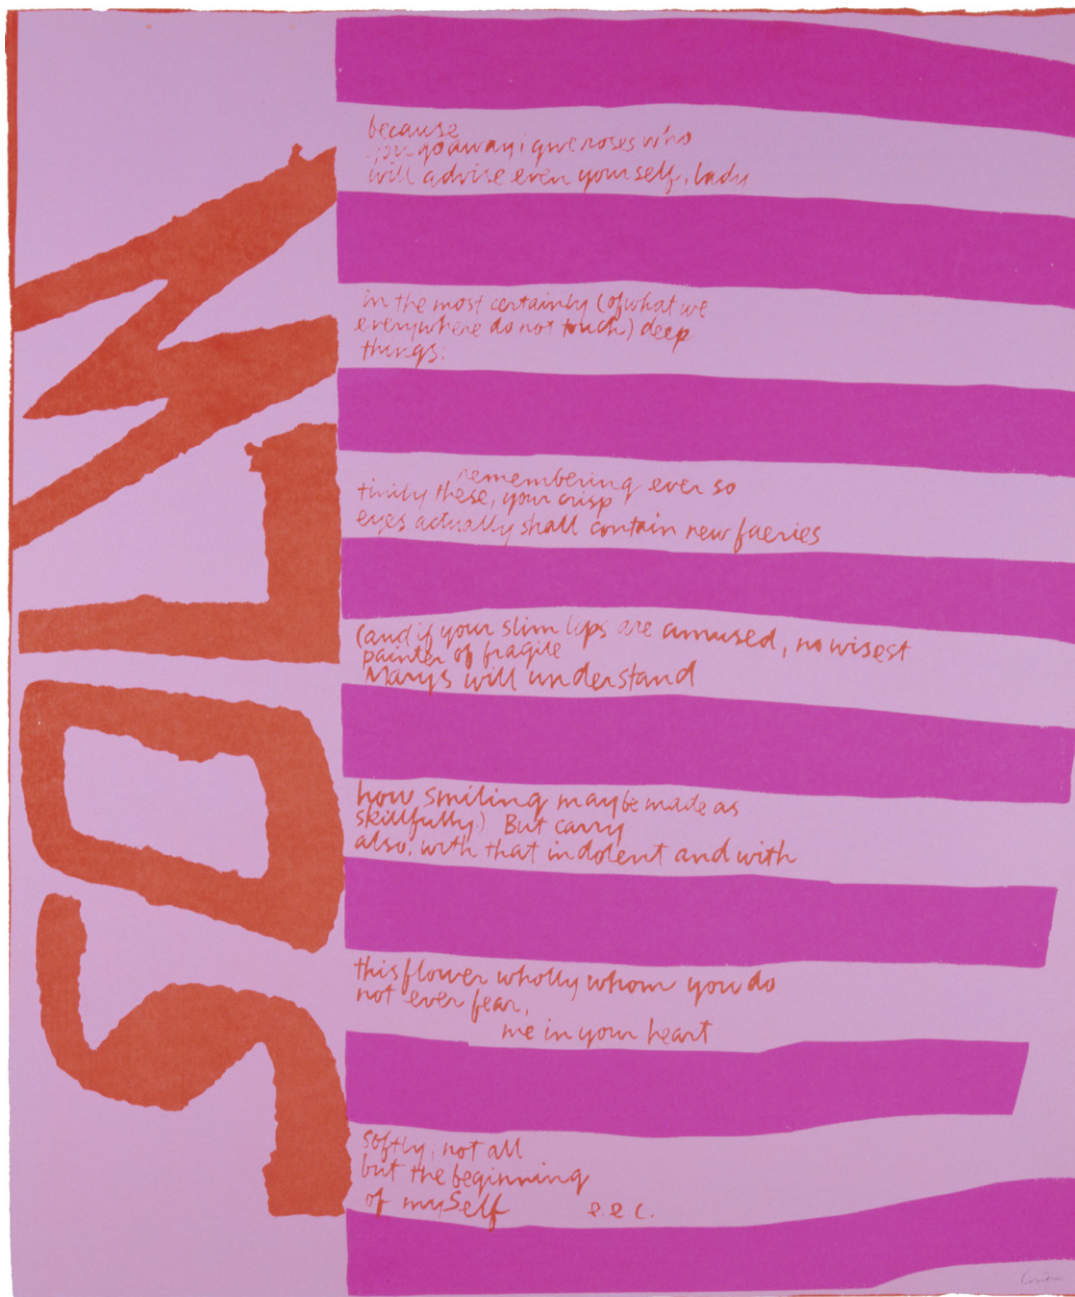 SOLW
because
you go away i give roses who
will advise even yourself, lady
in the most certainly (of what we
everywhere do not touch) deep
things;
remembering ever so
tinily these, your crisp
eyes actually shall contain new faeries
(and if your slim lips are amused, no wisest
painter of fragile
Marys will understand
how smiling may be made as
skillfully.) But carry
also, with that indolent and with
this flower wholly whom you do
not ever fear,
me in your heart
softly; not all
but the beginning
of mySelf
e.e c.